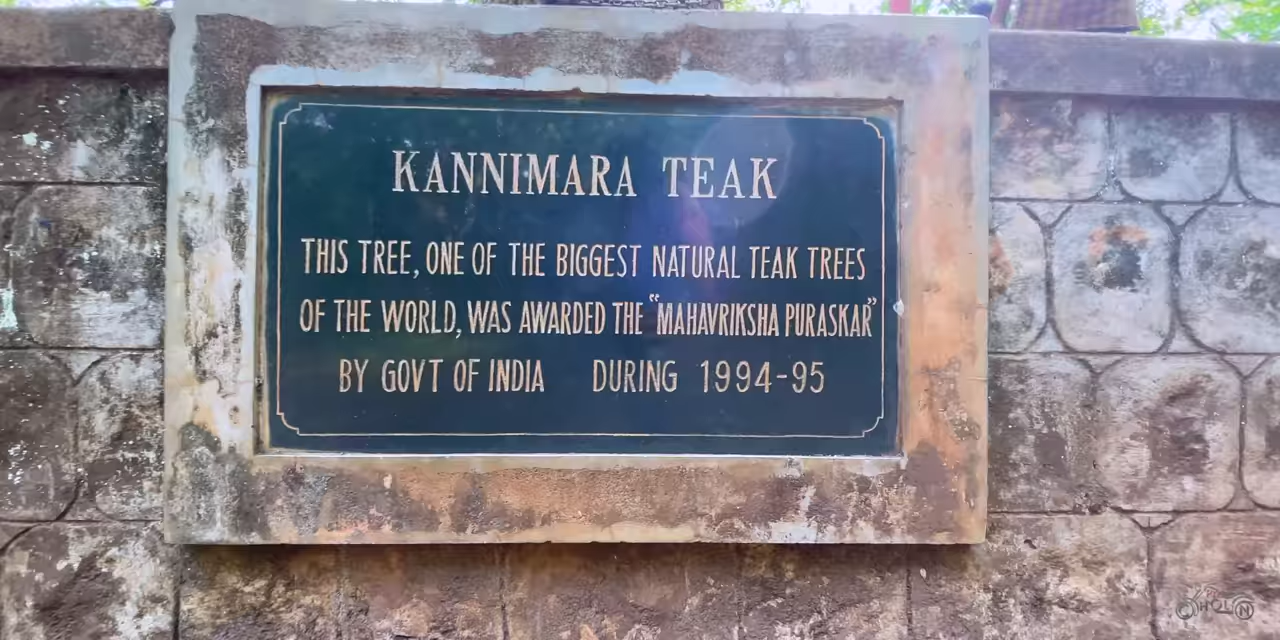 KANNIMARA TEAK
THIS TREE, ONE OF THE BIGGEST NATURAL TEAK TREES
OF THE WORLD, WAS AWARDED THE "MAHAVRIKSHA PURASKAR"
BY GOVT OF INDIA DURING 1994-95